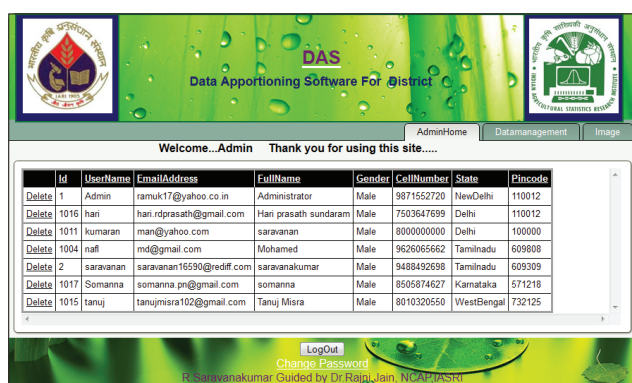 DAS
Data Apportioning Software For District
AdminHome Datamanagement Image
Welcome...Admin Thank you for using this site.....
Id UserName EmailAddress FullName Gender CellNumber State Pincode
Delete 1 Admin ramuk17@yahoo.co.in Administrator Male 9871552720 NewDelhi 110012
Delete 1016 hari hari.rdprasath@gmail.com Hari prasath sundaram Male 7503647699 Delhi 110012
Delete 1011 kumaran man@yahoo.com saravanan Male 8000000000 Delhi 100000
Delete 1004 nafl md@gmail.com Mohamed Male 9626065662 Tamilnadu 609808
Delete 2 saravanan saravanan16590@rediff.com saravanakumar Male 9488492698 Tamilnadu 609309
Delete 1017 Somanna somanna.pn@gmail.com somanna Male 8505874627 Karnataka 571218
Delete 1015 tanuj tanujmisra102@gmail.com Tanuj Misra Male 8010320550 WestBengal 732125
LogOut
Change Password
R.Saravanakumar Guided by Dr.Rajni Jain, NCAP,IASRI